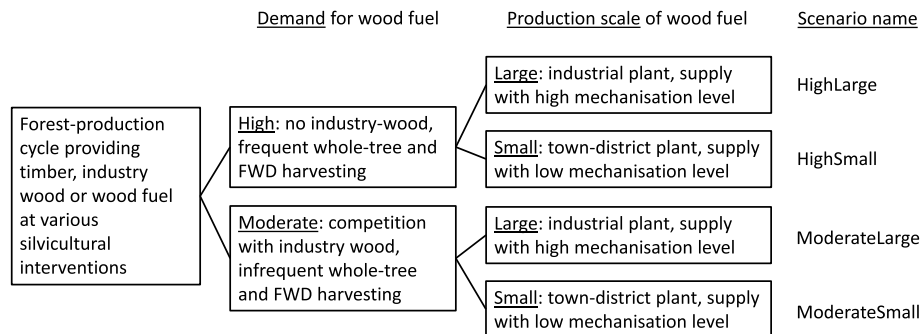 Demand for wood fuel
Production scale of wood fuel
Scenario name
Forest-production
cycle providing
timber, industry
wood or wood fuel
at various
silvicultural
interventions
High: no industry-wood,
frequent whole-tree and
FWD harvesting
Moderate: competition
with industry wood,
infrequent whole-tree
and FWD harvesting
Large: industrial plant, supply
with high mechanisation level
HighLarge
Small: town-district plant, supply
with low mechanisation level
HighSmall
Large: industrial plant, supply
with high mechanisation level
ModerateLarge
Small: town-district plant, supply
with low mechanisation level
ModerateSmall